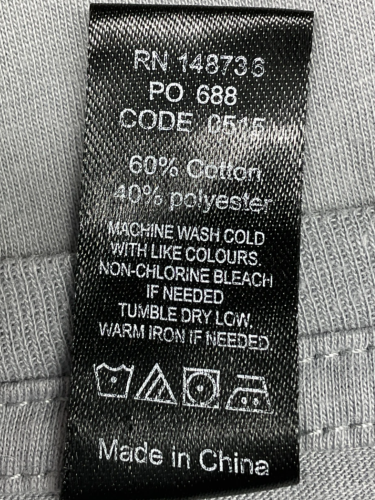 RN 148736
PO 688
CODE 0515
60% Cotton
40% polyester
MACHINE WASH COLD
WITH LIKE COLOURS.
NON-CHLORINE BLEACH
IF NEEDED
TUMBLE DRY LOW.
WARM IRON IF NEEDED.
Made in China